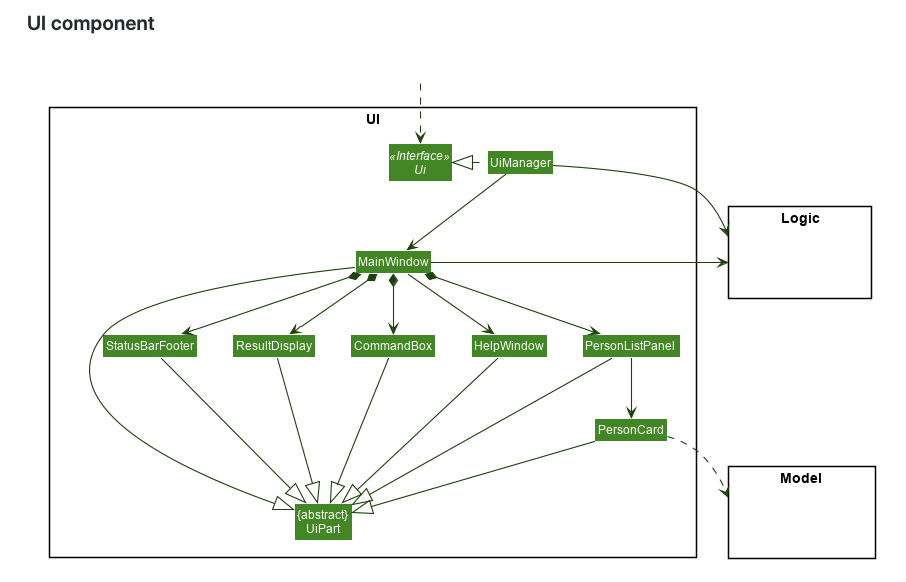 UI component
UI
«Interface»
Ui
UiManager
Logic
MainWindow
StatusBarFooter
ResultDisplay
CommandBox
HelpWindow
PersonListPanel
PersonCard
Model
{abstract}
UiPart